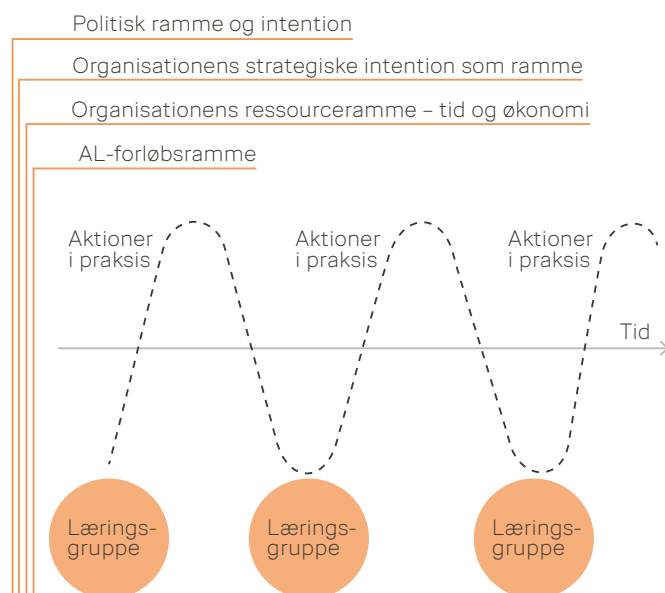 Politisk ramme og intention
Organisationens strategiske intention som ramme
Organisationens ressourceramme – tid og økonomi
AL-forløbsramme
Aktioner
i praksis
Aktioner
i praksis
Aktioner
i praksis
Tid
Lærings-
gruppe
Lærings-
gruppe
Lærings-
gruppe